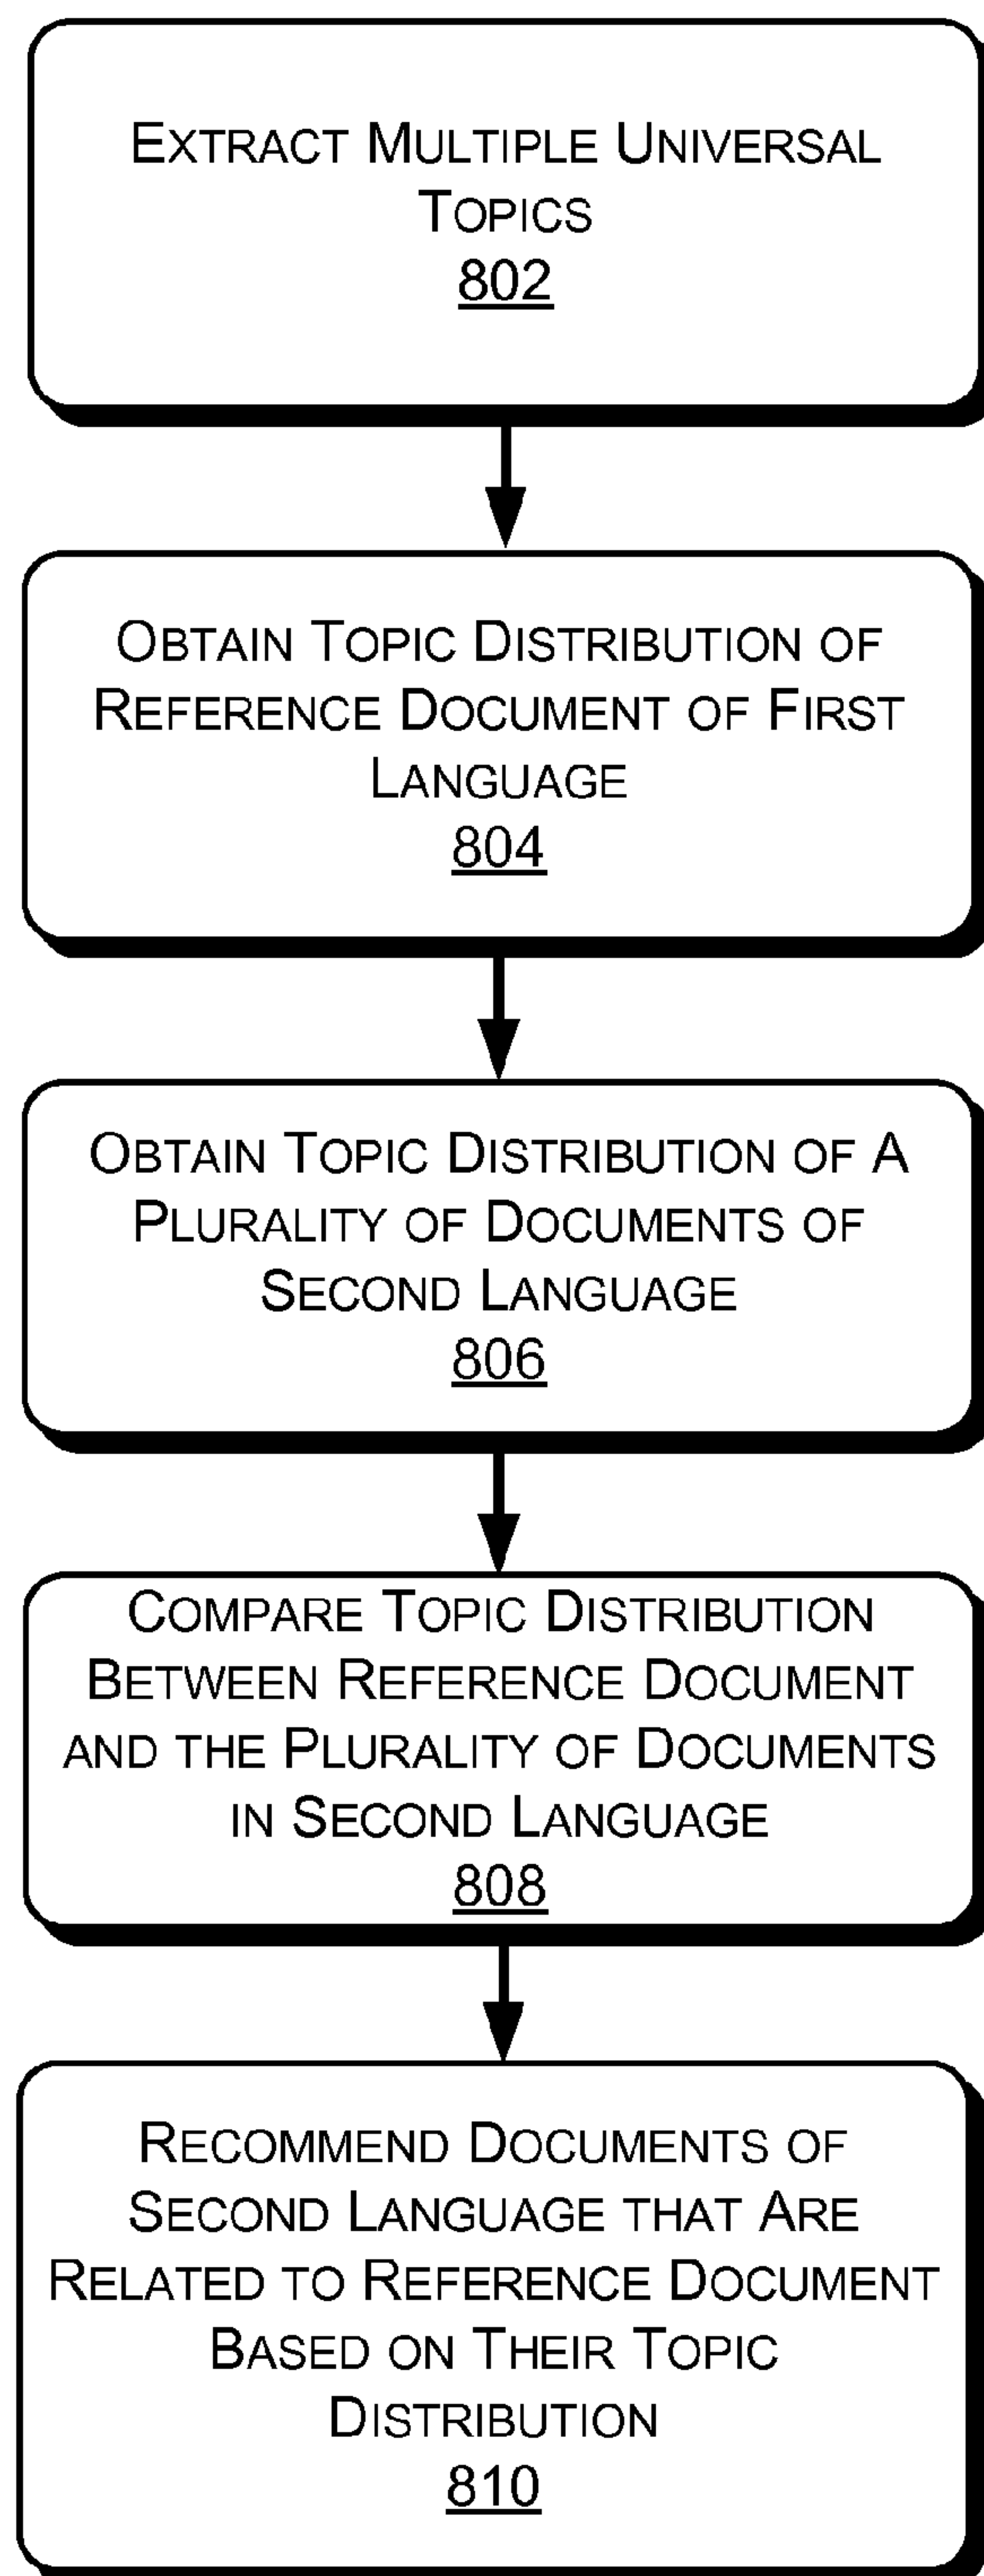 EXTRACT MULTIPLE UNIVERSAL
TOPICS
802
OBTAIN TOPIC DISTRIBUTION OF
REFERENCE DOCUMENT OF FIRST
LANGUAGE
804
OBTAIN TOPIC DISTRIBUTION OF A
PLURALITY OF DOCUMENTS OF
SECOND LANGUAGE
806
COMPARE TOPIC DISTRIBUTION
BETWEEN REFERENCE DOCUMENT
AND THE PLURALITY OF DOCUMENTS
IN SECOND LANGUAGE
808
RECOMMEND DOCUMENTS OF
SECOND LANGUAGE THAT ARE
RELATED TO REFERENCE DOCUMENT
BASED ON THEIR TOPIC
DISTRIBUTION
810